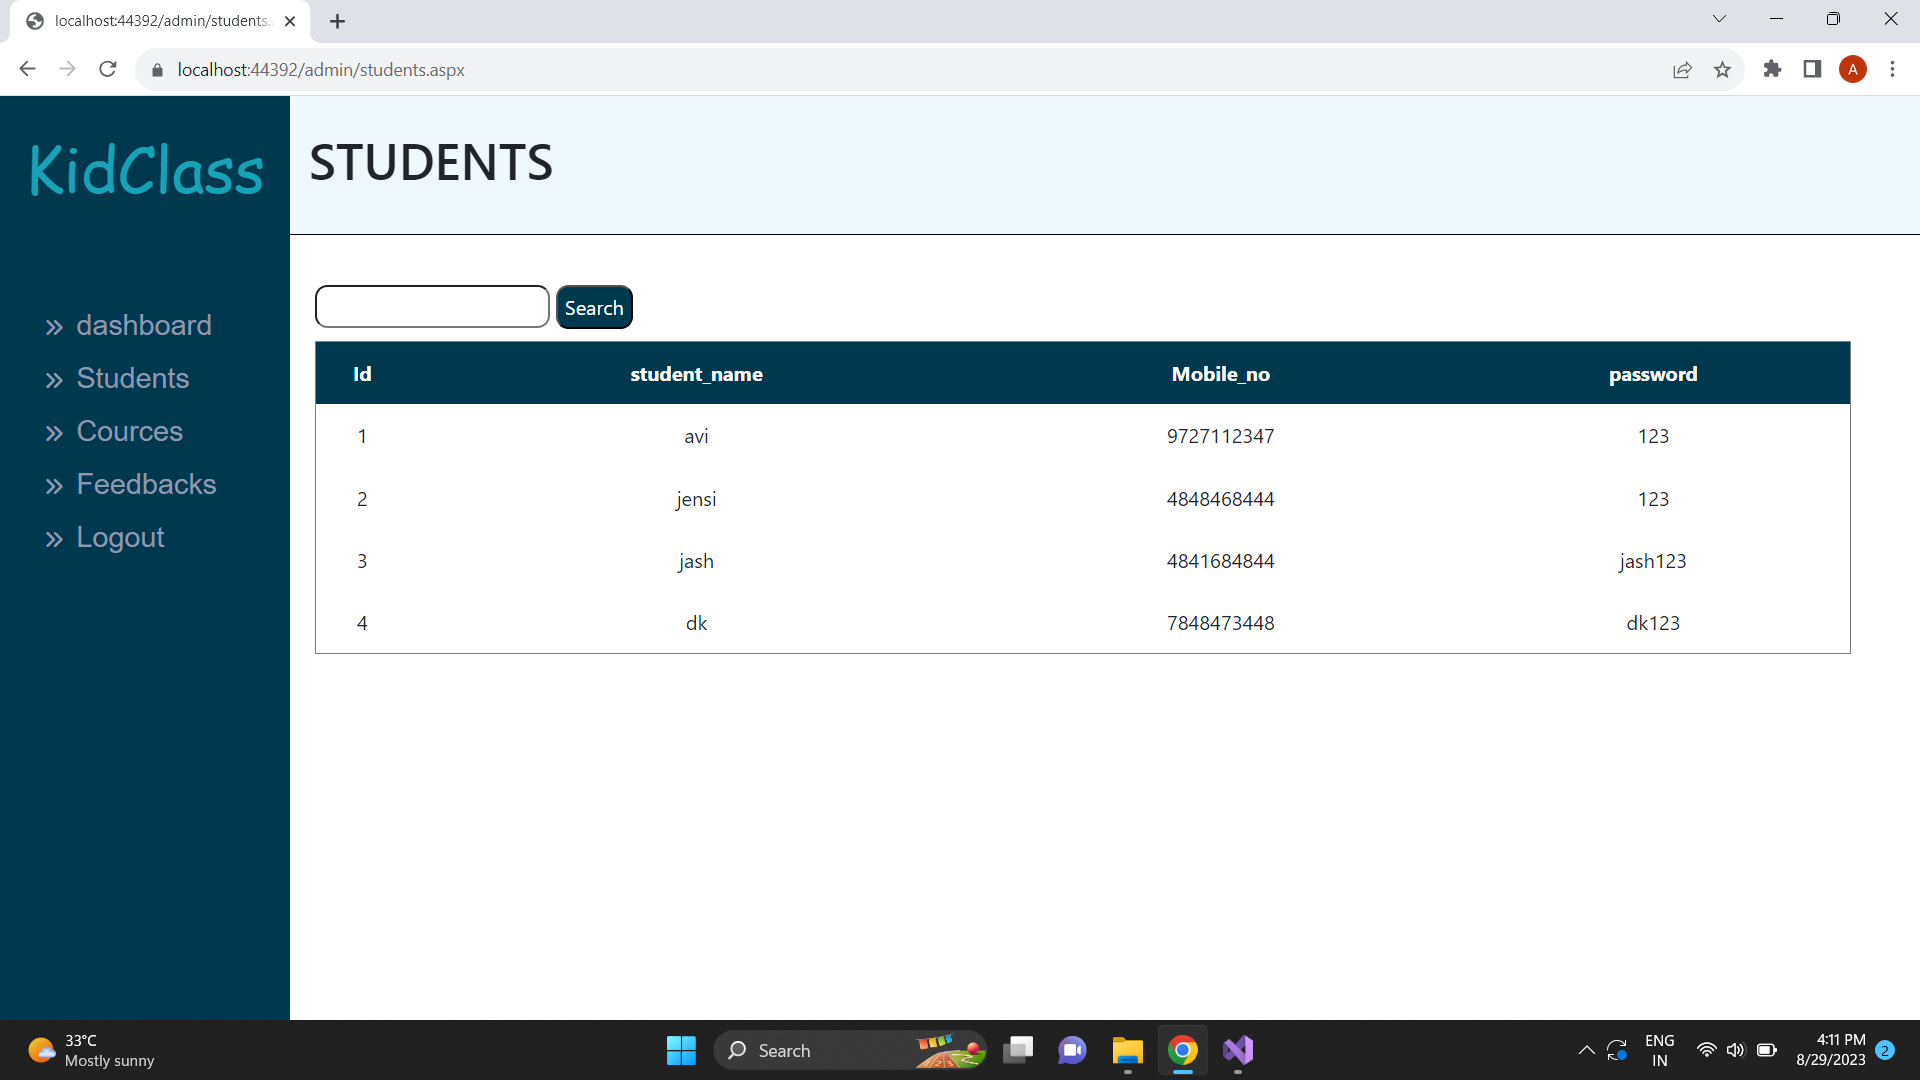 localhost:44392/admin/students.
localhost:44392/admin/students.aspx
A
KidClass
STUDENTS
» dashboard
» Students
» Cources
» Feedbacks
» Logout
Search
Id student_name Mobile_no password
1 avi 9727112347 123
2 jensi 4848468444 123
3 jash 4841684844 jash123
4 dk 7848473448 dk123
33°C
Mostly sunny
Search
ENG
IN
4:11 PM
8/29/2023
2